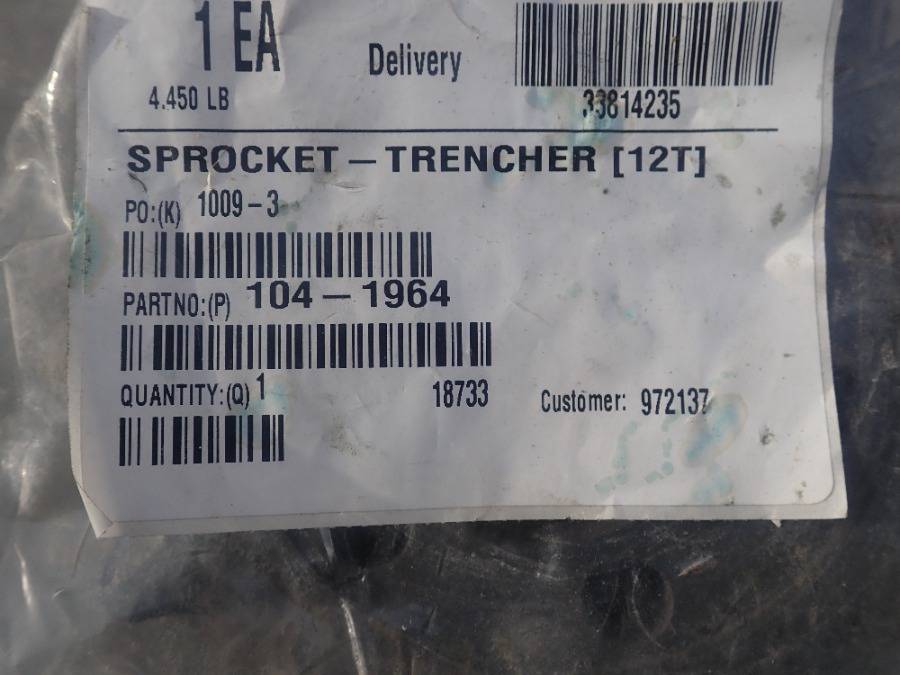 1 EA
Delivery
4.450 LB
33814235
SPROCKET – TRENCHER [12T]
PO:(K) 1009 – 3
PARTNO:(P) 104 – 1964
QUANTITY:(Q) 1
18733
Customer: 972137